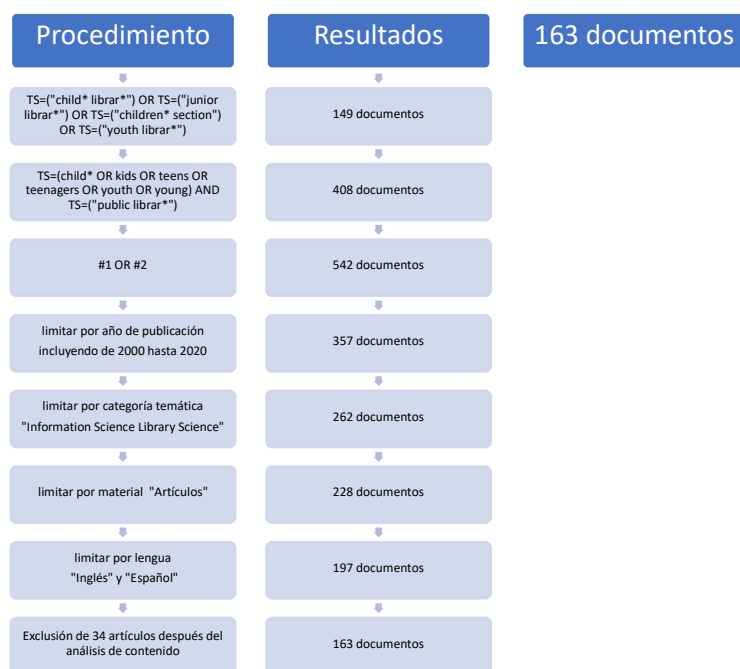 Procedimiento
Resultados
163 documentos
TS=("child* librar*") OR TS=("junior
librar*") OR TS=("children* section")
OR TS=("youth librar*")
149 documentos
TS=(child* OR kids OR teens OR
teenagers OR youth OR young) AND
TS=("public librar*")
408 documentos
#1 OR #2
542 documentos
limitar por año de publicación
incluyendo de 2000 hasta 2020
357 documentos
limitar por categoría temática
"Information Science Library Science"
262 documentos
limitar por material "Artículos"
228 documentos
limitar por lengua
"Inglés" y "Español"
197 documentos
Exclusión de 34 artículos después del
análisis de contenido
163 documentos